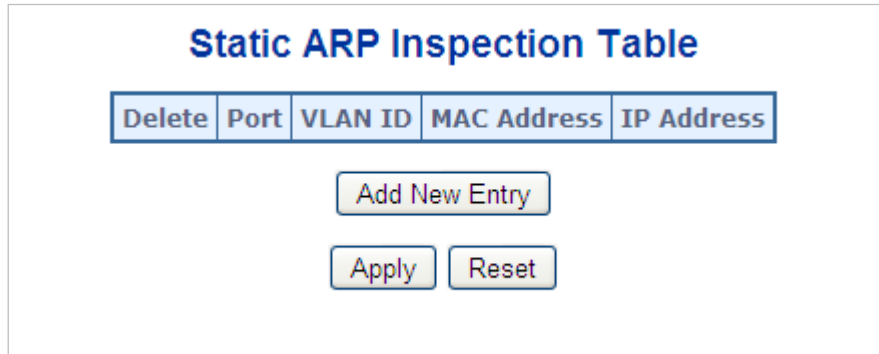 Static ARP Inspection Table
Delete Port VLAN ID MAC Address IP Address
Add New Entry
Apply Reset